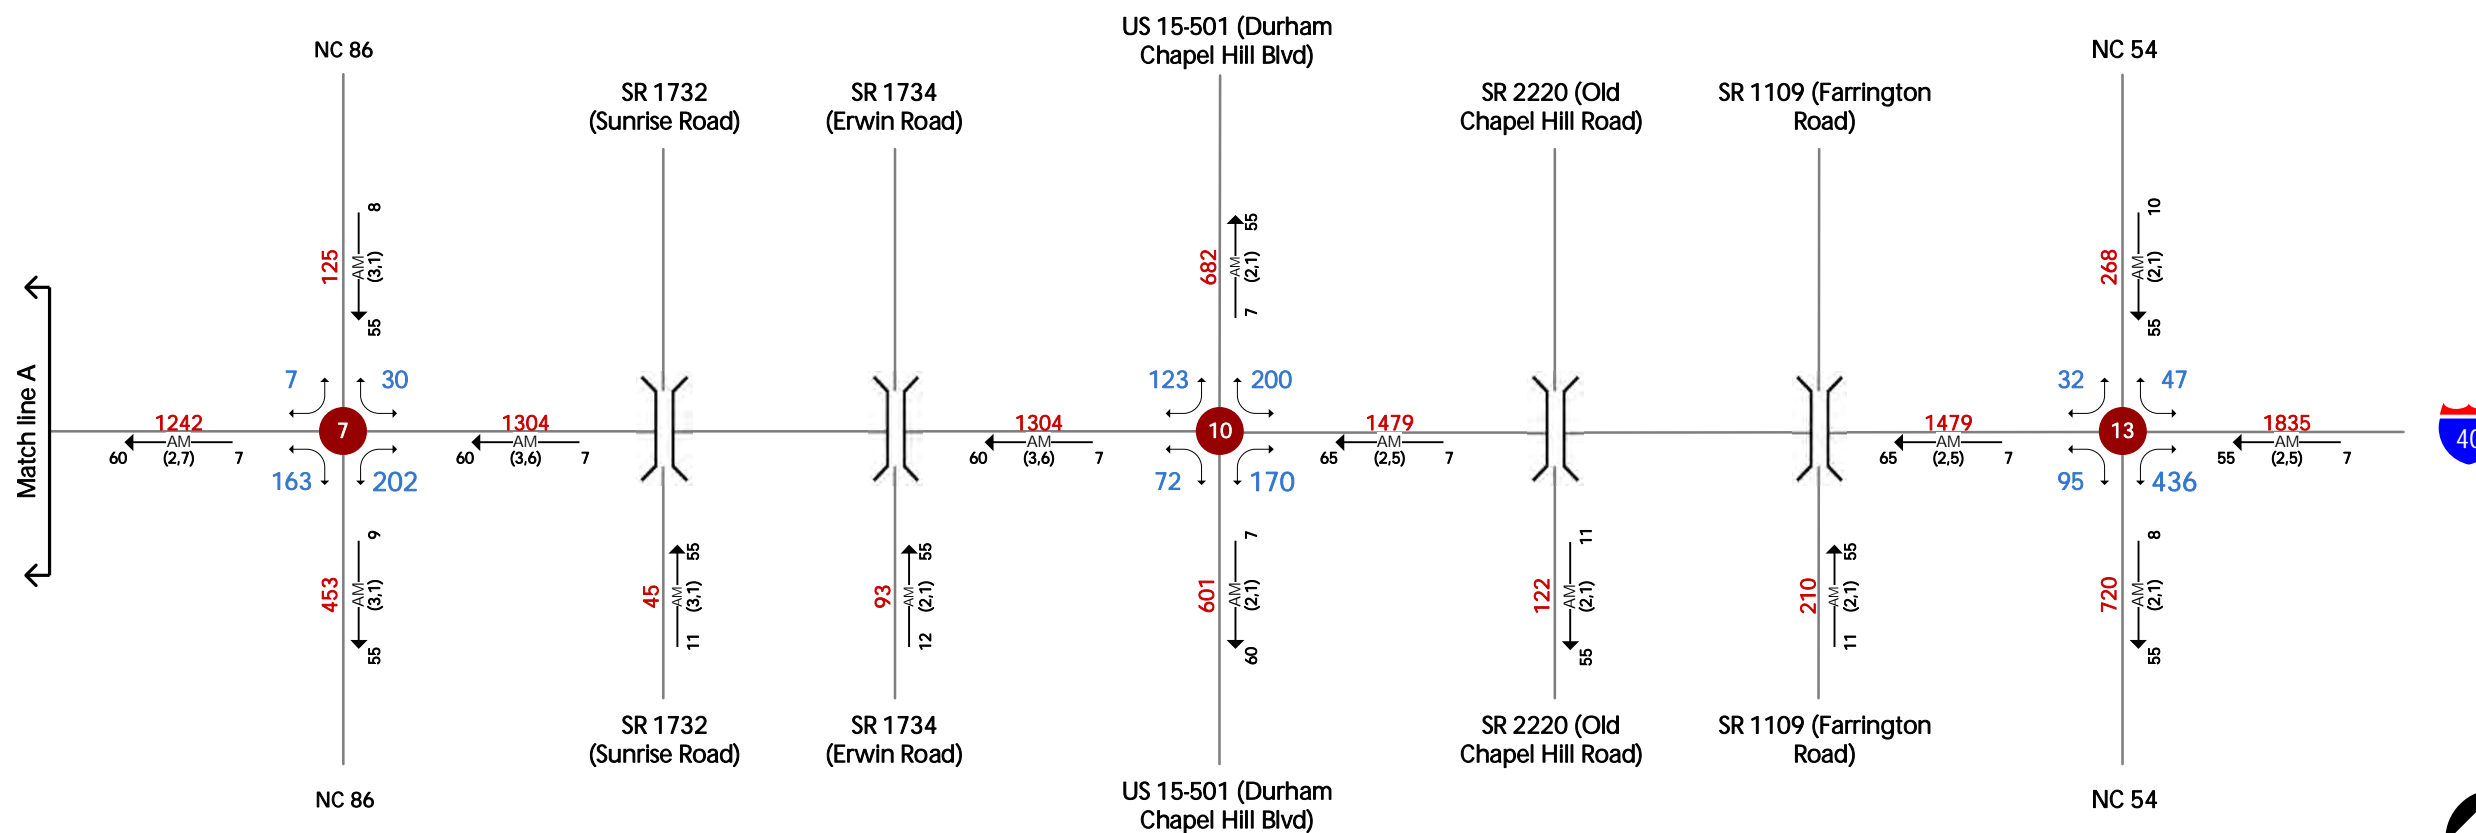 US 15-501 (Durham
Chapel Hill Blvd)
NC 86
NC 54
SR 1732
(Sunrise Road)
SR 1734
(Erwin Road)
SR 2220 (Old
Chapel Hill Road)
SR 1109 (Farrington
Road)
125
8
AM
(3,1)
55
682
55
AM
(2,1)
7
268
10
AM
(2,1)
55
Match line A
7
30
123
200
32
47
1242
AM
60
(2,7)
7
7
1304
AM
60
(3,6)
7
1304
AM
60
(3,6)
7
10
1479
AM
65
(2,5)
7
1479
AM
65
(2,5)
7
13
1835
AM
55
(2,5)
7
40
163
202
72
170
95
436
453
9
AM
(3,1)
55
45
55
AM
(3,1)
11
93
55
AM
(2,1)
12
601
7
AM
(2,1)
60
122
11
AM
(2,1)
55
210
55
AM
(2,1)
11
720
8
AM
(2,1)
55
SR 1732
(Sunrise Road)
SR 1734
(Erwin Road)
SR 2220 (Old
Chapel Hill Road)
SR 1109 (Farrington
Road)
NC 86
US 15-501 (Durham
Chapel Hill Blvd)
NC 54